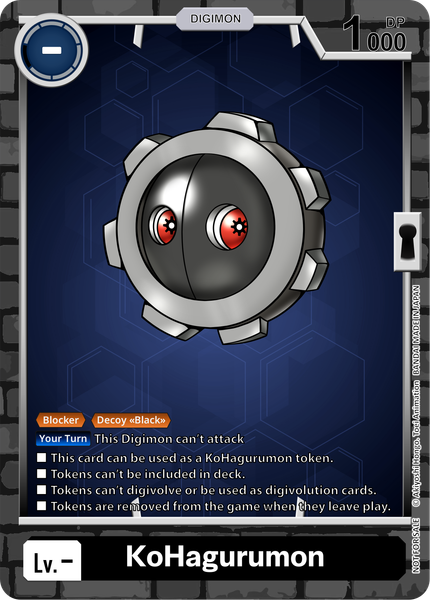 DIGIMON
-
DP
1000
Blocker Decoy «Black»
Your Turn This Digimon can't attack
This card can be used as a KoHagurumon token.
Tokens can't be included in deck.
Tokens can't digivolve or be used as digivolution cards.
Tokens are removed from the game when they leave play.
Lv.-
KoHagurumon
NOT FOR SALE © Akiyoshi Hongo, Toei Animation BANDAI MADE IN JAPAN